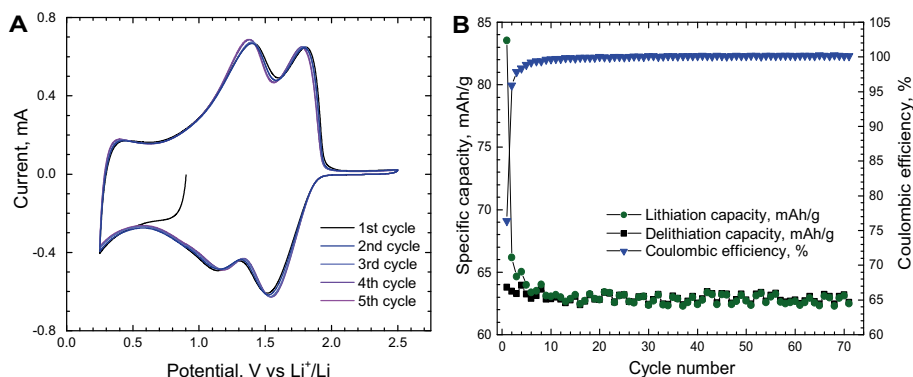 A
Current, mA
0.8
0.4
0.0
-0.4
-0.8
0.0
0.5
1.0
1.5
2.0
2.5
Potential, V vs Li⁺/Li
1st cycle
2nd cycle
3rd cycle
4th cycle
5th cycle
B
Specific capacity, mAh/g
85
80
75
70
65
60
0
10
20
30
40
50
60
70
80
Cycle number
Lithiation capacity, mAh/g
Delithiation capacity, mAh/g
Coulombic efficiency, %
105
100
95
90
85
80
75
70
65
60
Coulombic efficiency, %